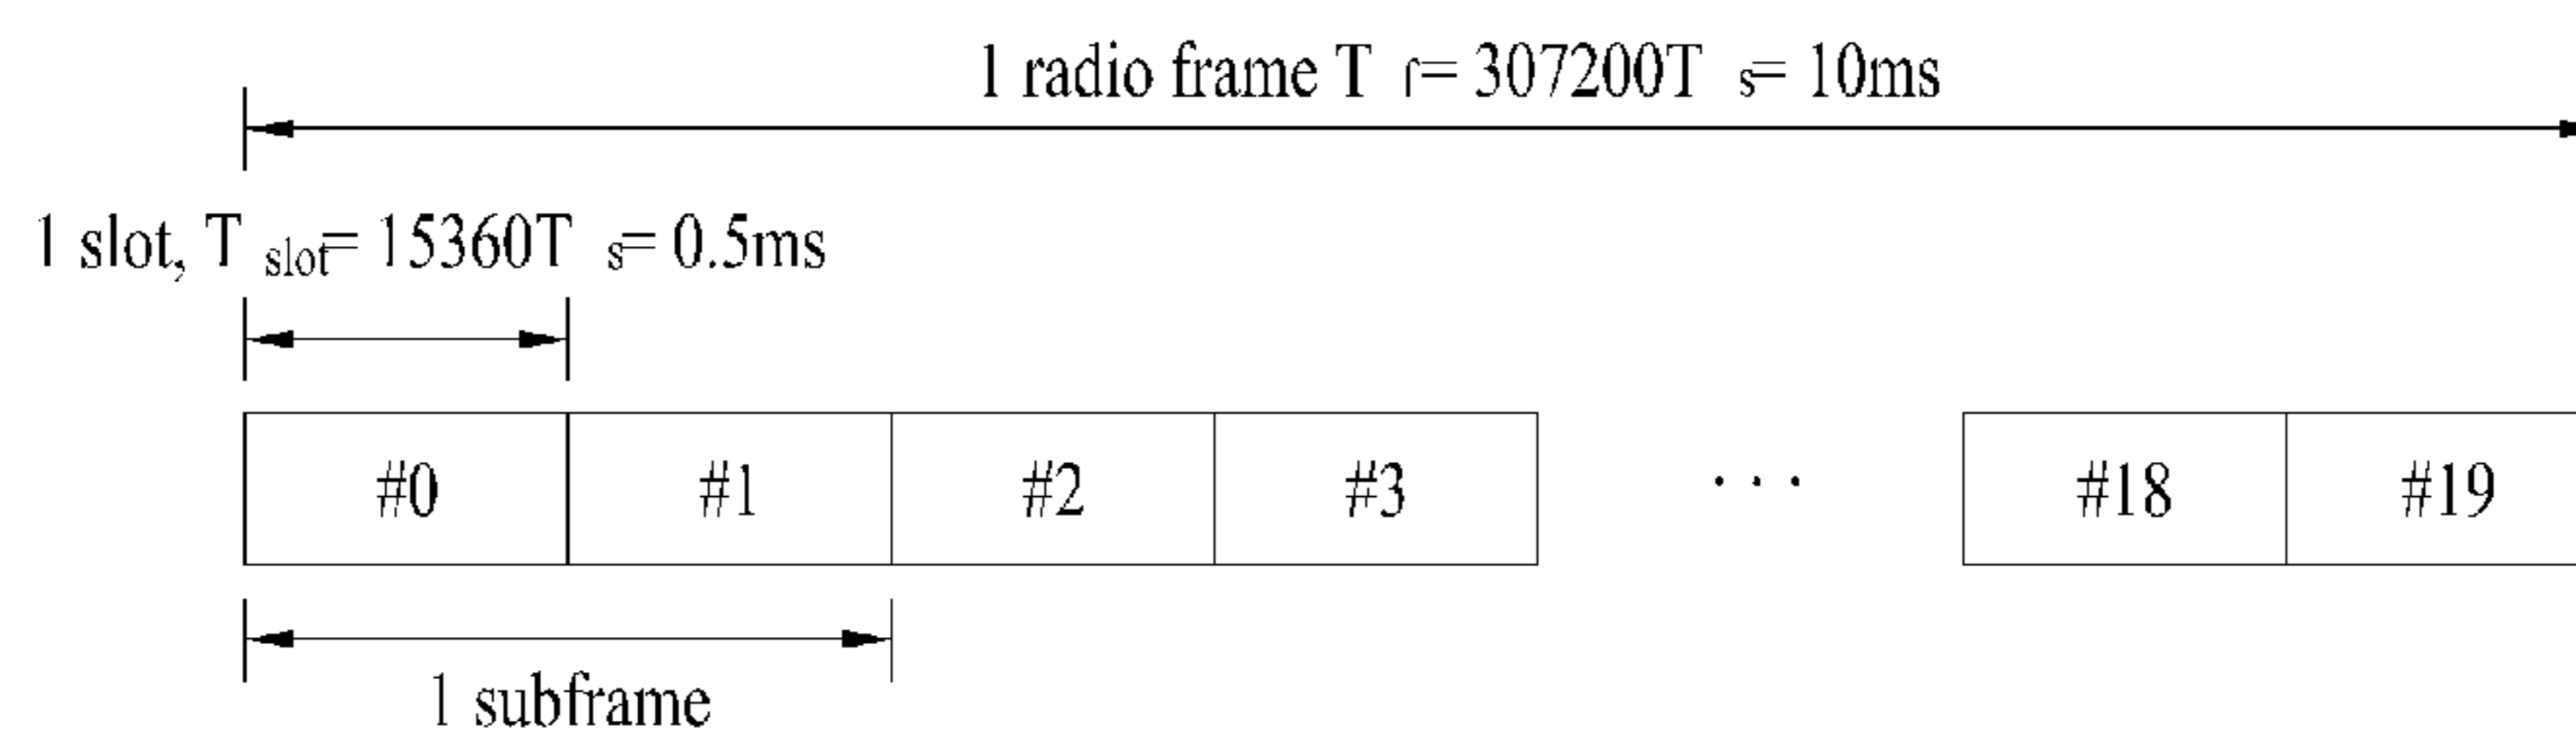 1 radio frame T f= 307200T s= 10ms
1 slot, T slot= 15360T s= 0.5ms
#0 #1 #2 #3 ... #18 #19
1 subframe